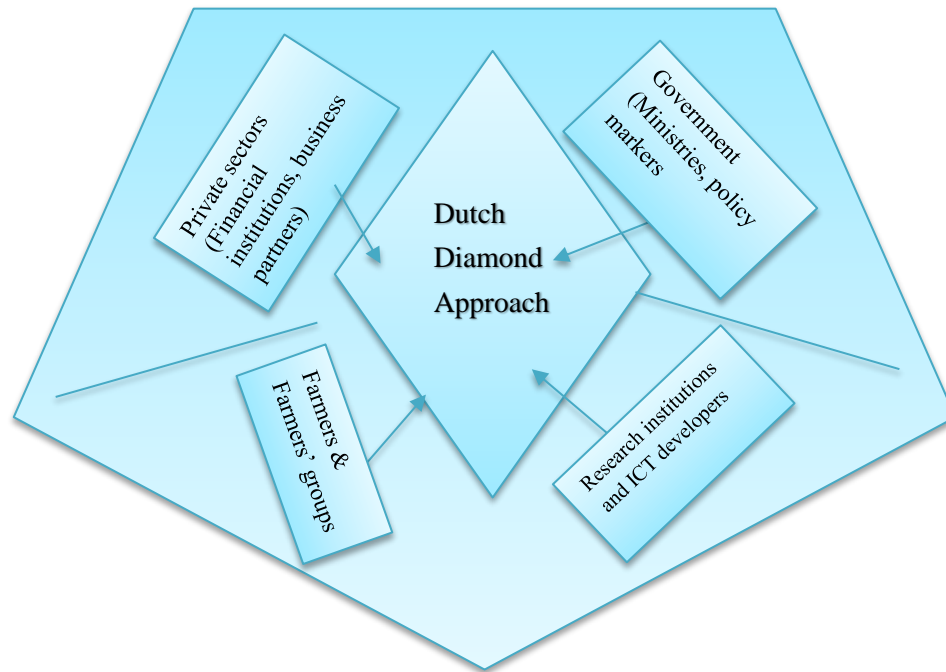 Private sectors
(Financial
institutions, business
partners)
Government
(Ministries, policy
markers
Dutch
Diamond
Approach
Farmers &
Farmers’ groups
Research institutions
and ICT developers